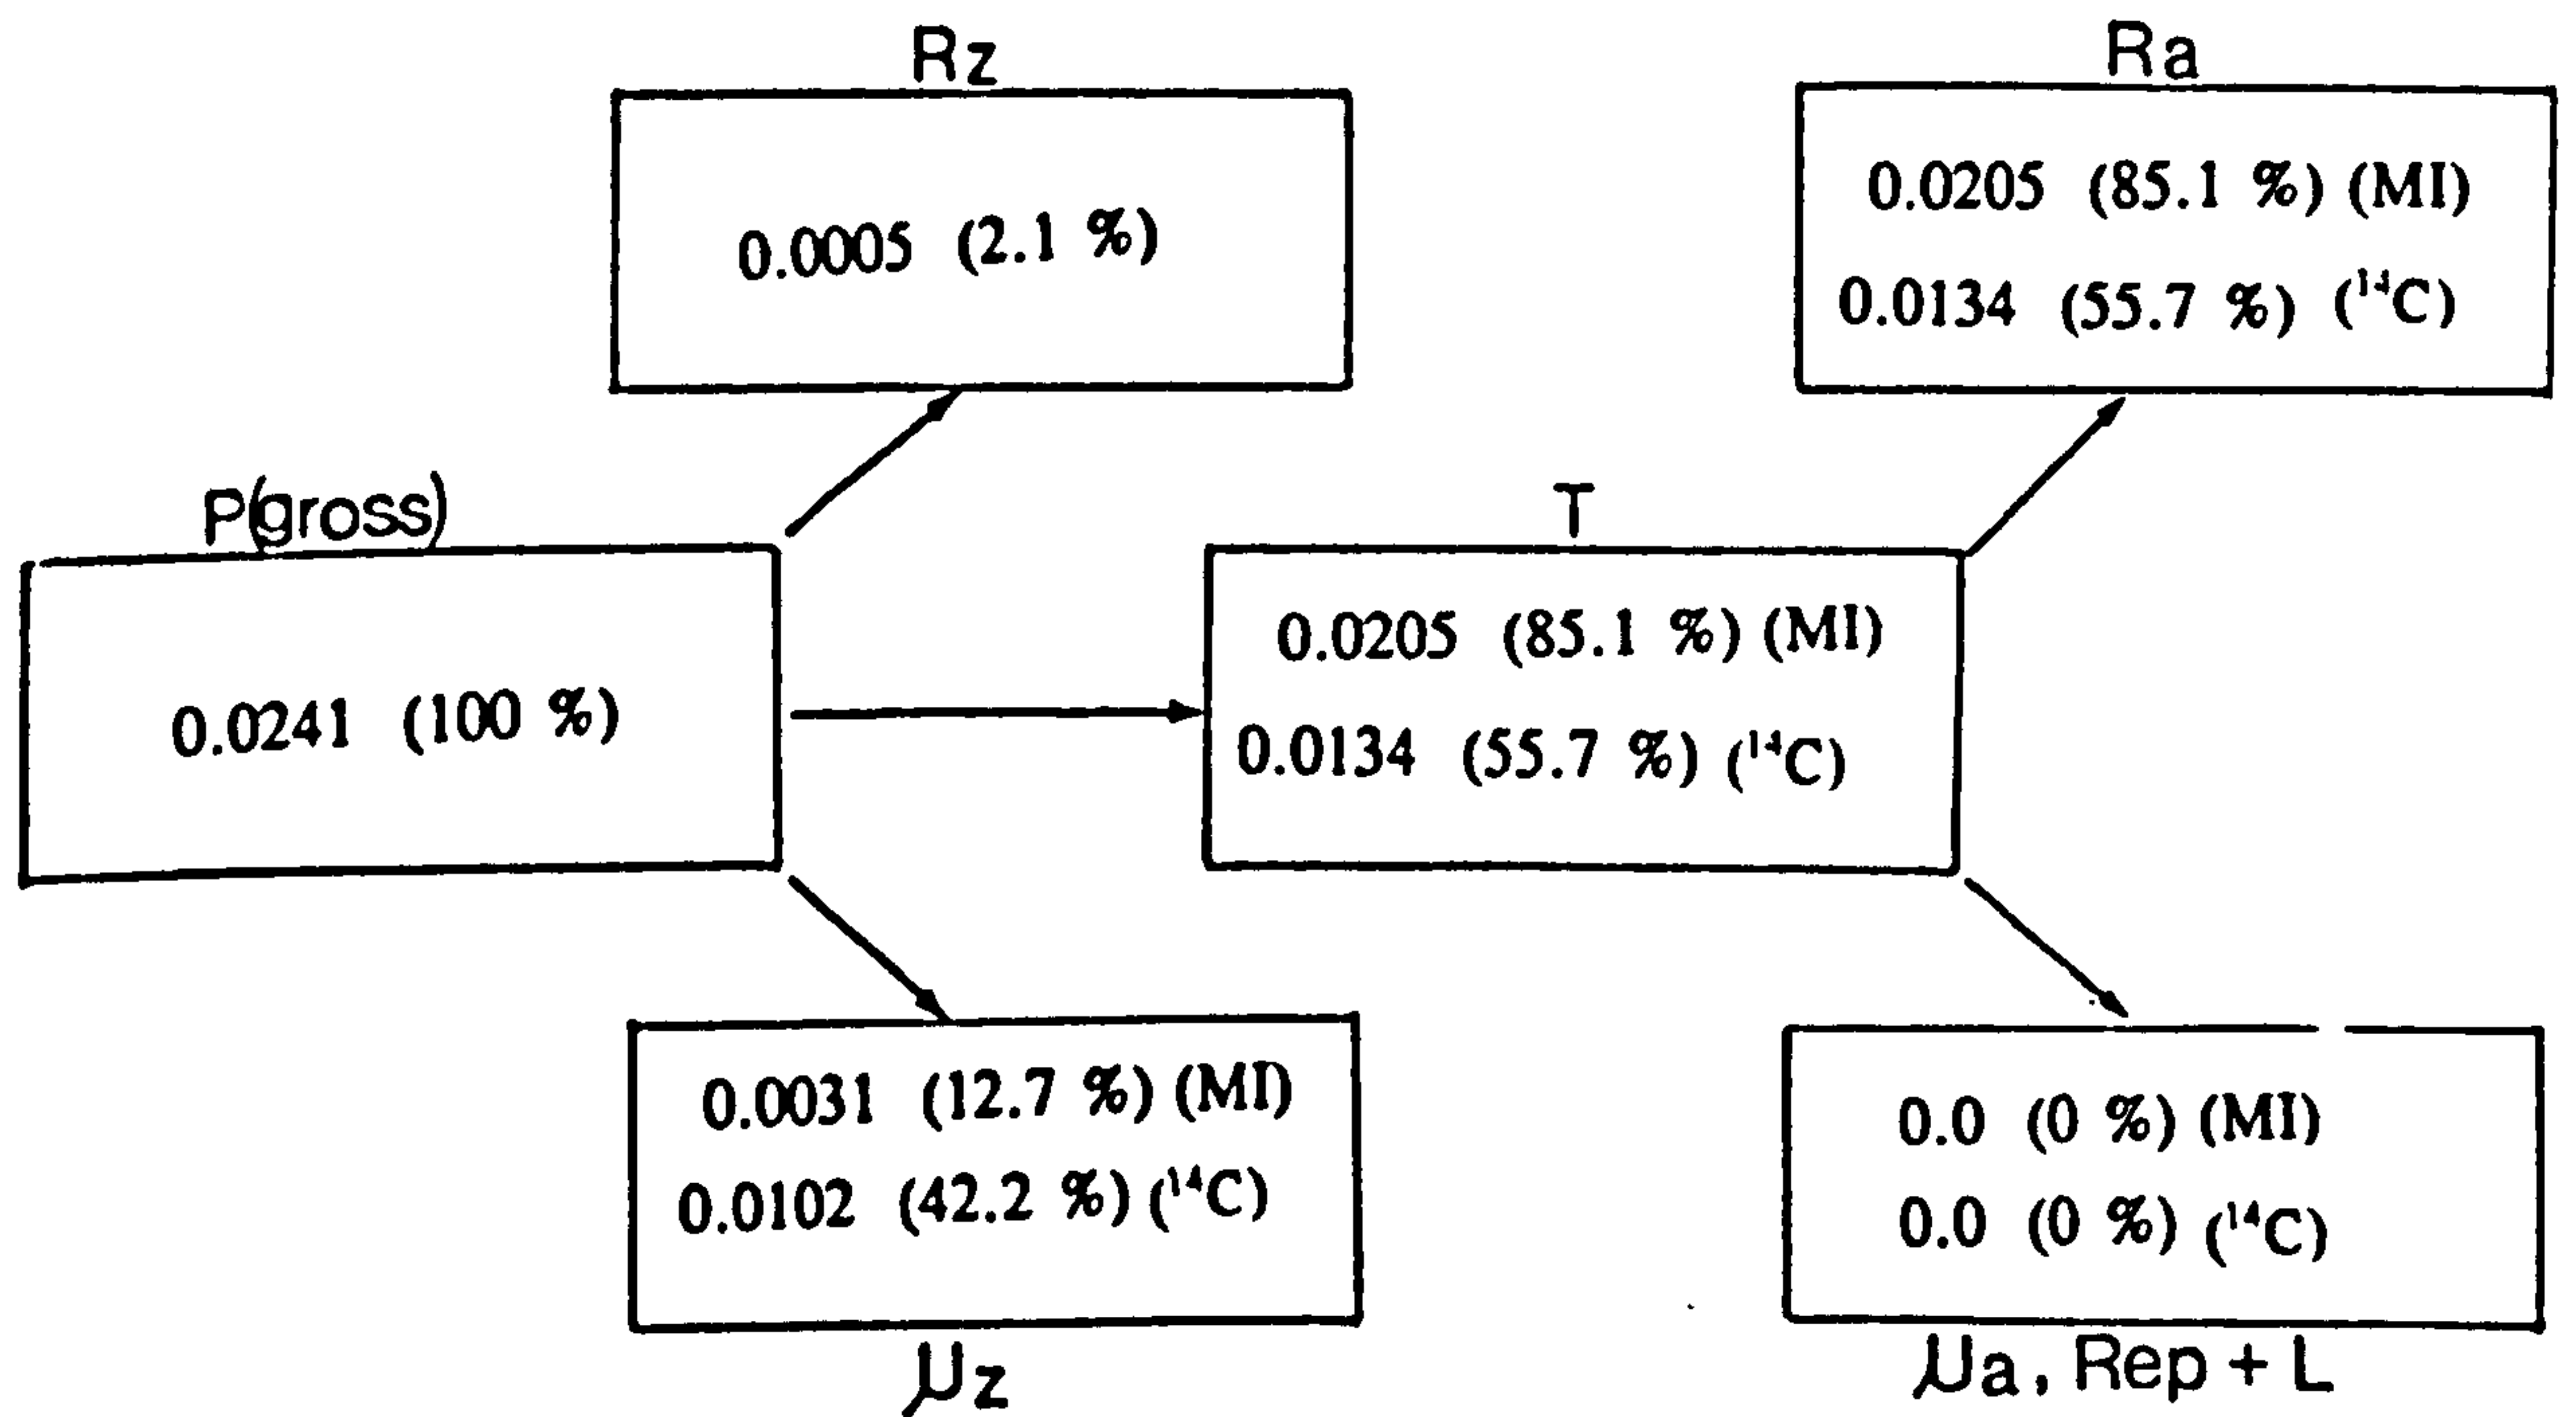 Rz
0.0005 (2.1 %)
Ra
0.0205 (85.1 %) (MI)
0.0134 (55.7 %) (¹⁴C)
P(gross)
0.0241 (100 %)
T
0.0205 (85.1 %) (MI)
0.0134 (55.7 %) (¹⁴C)
0.0031 (12.7 %) (MI)
0.0102 (42.2 %) (¹⁴C)
µz
0.0 (0 %) (MI)
0.0 (0 %) (¹⁴C)
µa, Rep + L